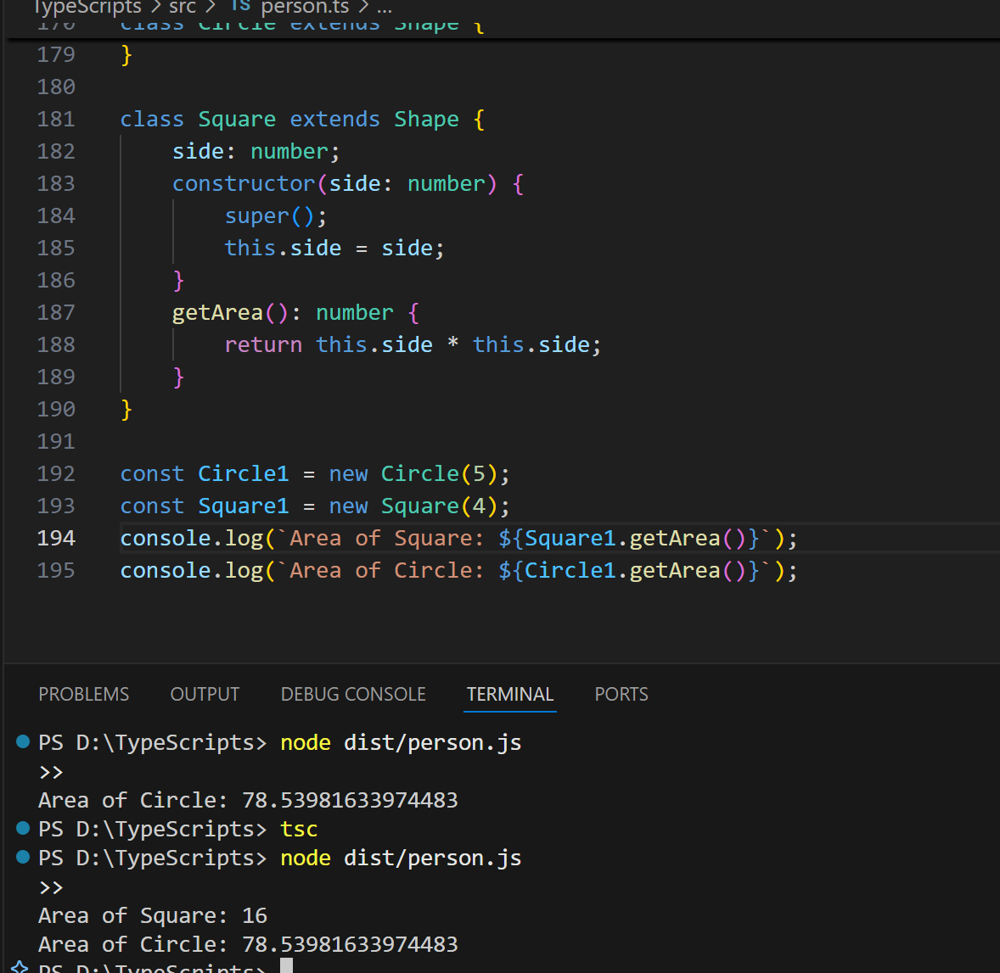 TypeScripts > src > TS person.ts > ...
class Circle extends Shape {
179 }
180
181 class Square extends Shape {
182     side: number;
183     constructor(side: number) {
184         super();
185         this.side = side;
186     }
187     getArea(): number {
188         return this.side * this.side;
189     }
190 }
191
192 const Circle1 = new Circle(5);
193 const Square1 = new Square(4);
194 console.log(`Area of Square: ${Square1.getArea()}`);
195 console.log(`Area of Circle: ${Circle1.getArea()}`);
PROBLEMS OUTPUT DEBUG CONSOLE TERMINAL PORTS
PS D:\TypeScripts> node dist/person.js
>>
Area of Circle: 78.53981633974483
PS D:\TypeScripts> tsc
PS D:\TypeScripts> node dist/person.js
>>
Area of Square: 16
Area of Circle: 78.53981633974483
PS D:\TypeScripts>